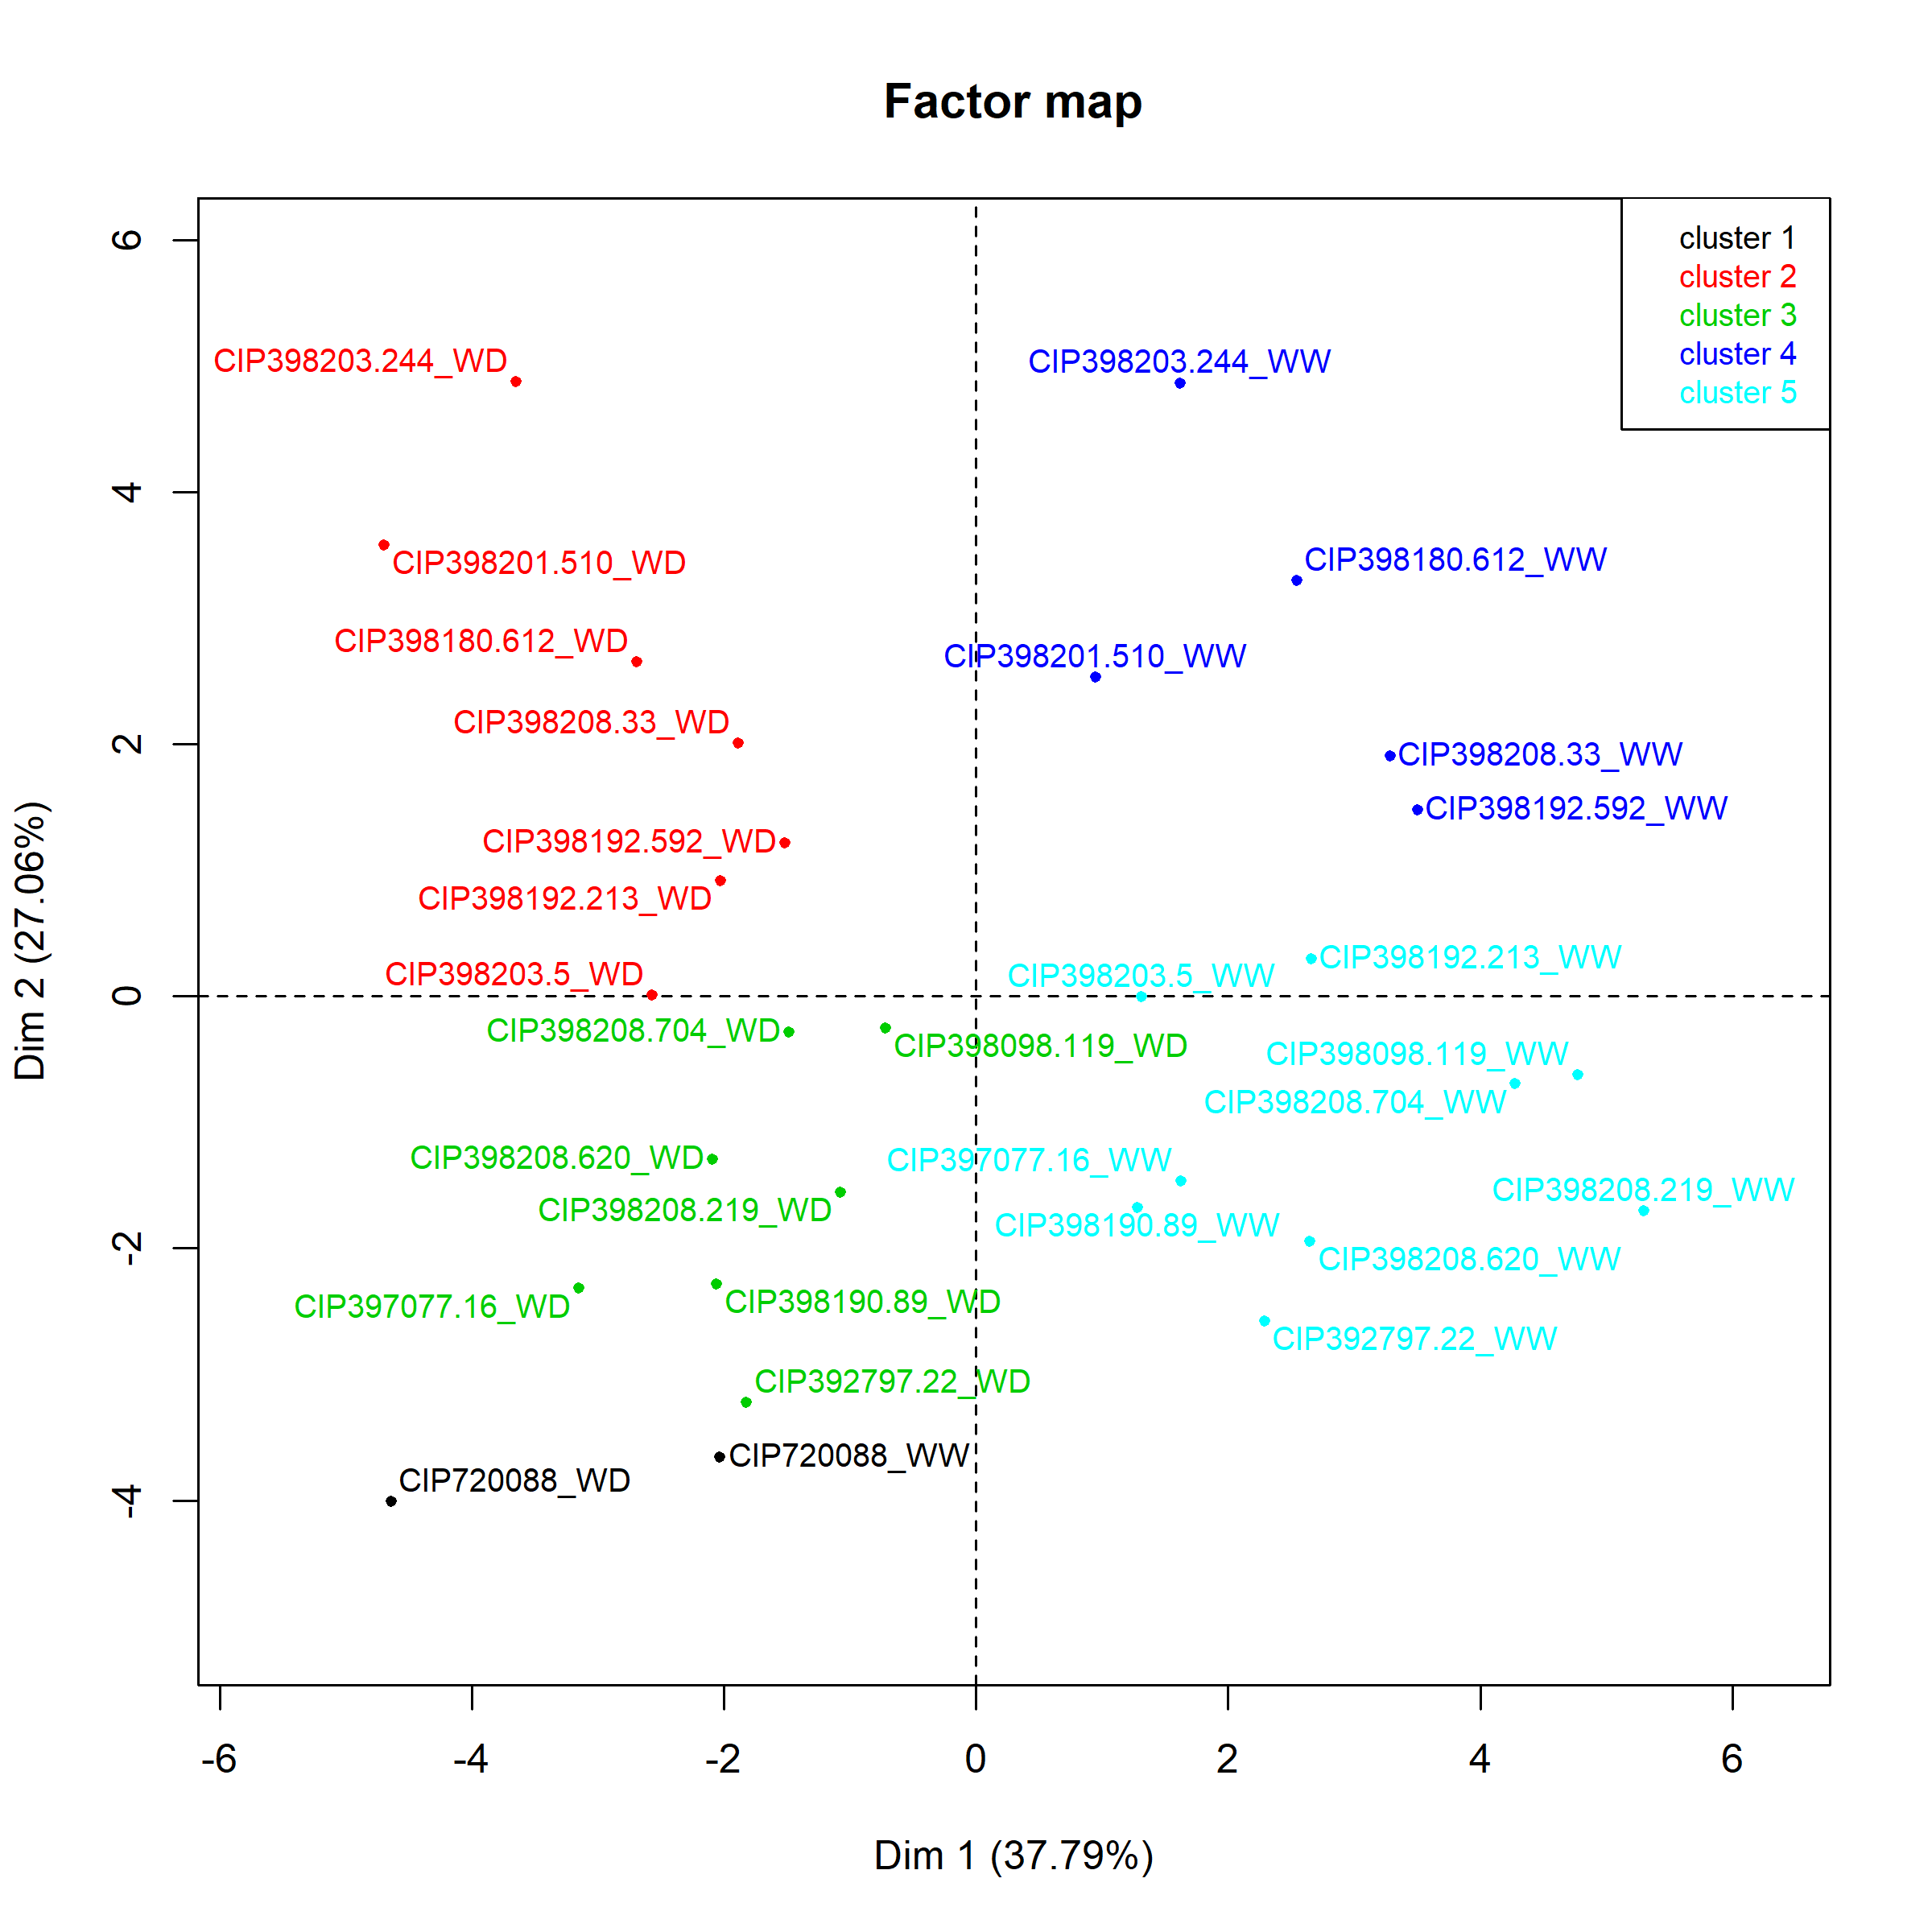 Factor map
cluster 1
cluster 2
cluster 3
cluster 4
cluster 5
6
4
2
0
-2
-4
Dim 2 (27.06%)
CIP398203.244_WD
CIP398203.244_WW
CIP398201.510_WD
CIP398180.612_WW
CIP398180.612_WD
CIP398201.510_WW
CIP398208.33_WD
CIP398208.33_WW
CIP398192.592_WW
CIP398192.592_WD
CIP398192.213_WD
CIP398192.213_WW
CIP398203.5_WD
CIP398203.5_WW
CIP398208.704_WD
CIP398098.119_WD
CIP398098.119_WW
CIP398208.704_WW
CIP398208.620_WD
CIP397077.16_WW
CIP398208.219_WW
CIP398208.219_WD
CIP398190.89_WW
CIP398208.620_WW
CIP397077.16_WD
CIP398190.89_WD
CIP392797.22_WW
CIP392797.22_WD
CIP720088_WW
CIP720088_WD
-6 -4 -2 0 2 4 6
Dim 1 (37.79%)